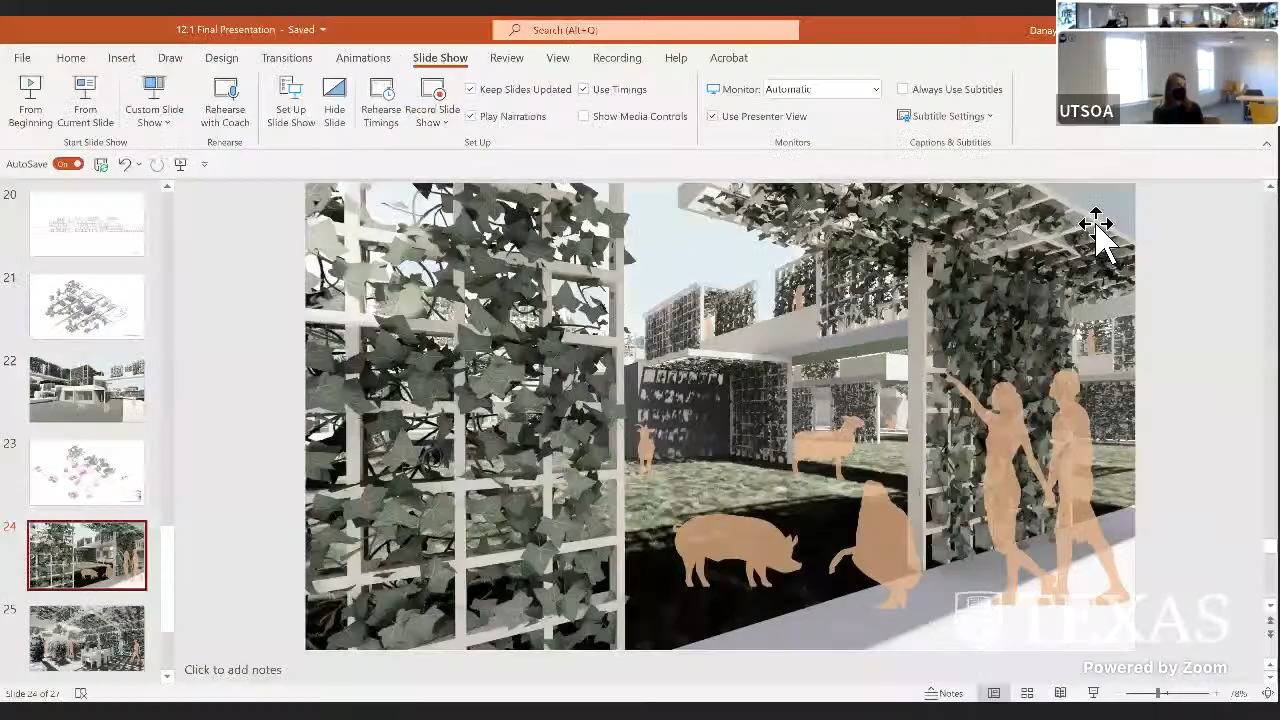 12.1 Final Presentation - Saved
Search (Alt+Q)
Danay
File Home Insert Draw Design Transitions Animations Slide Show Review View Recording Help Acrobat
From Beginning
From Current Slide
Custom Slide Show
Rehearse with Coach
Set Up Slide Show
Hide Slide
Rehearse Timings
Record Slide Show
Keep Slides Updated
Use Timings
Play Narrations
Show Media Controls
Monitor: Automatic
Use Presenter View
Always Use Subtitles
Subtitle Settings
Start Slide Show
Rehearse
Set Up
Monitors
Captions & Subtitles
UTSOA
AutoSave On
20
21
22
23
24
25
TEXAS
Powered by Zoom
Click to add notes
Slide 24 of 27
Notes
78%